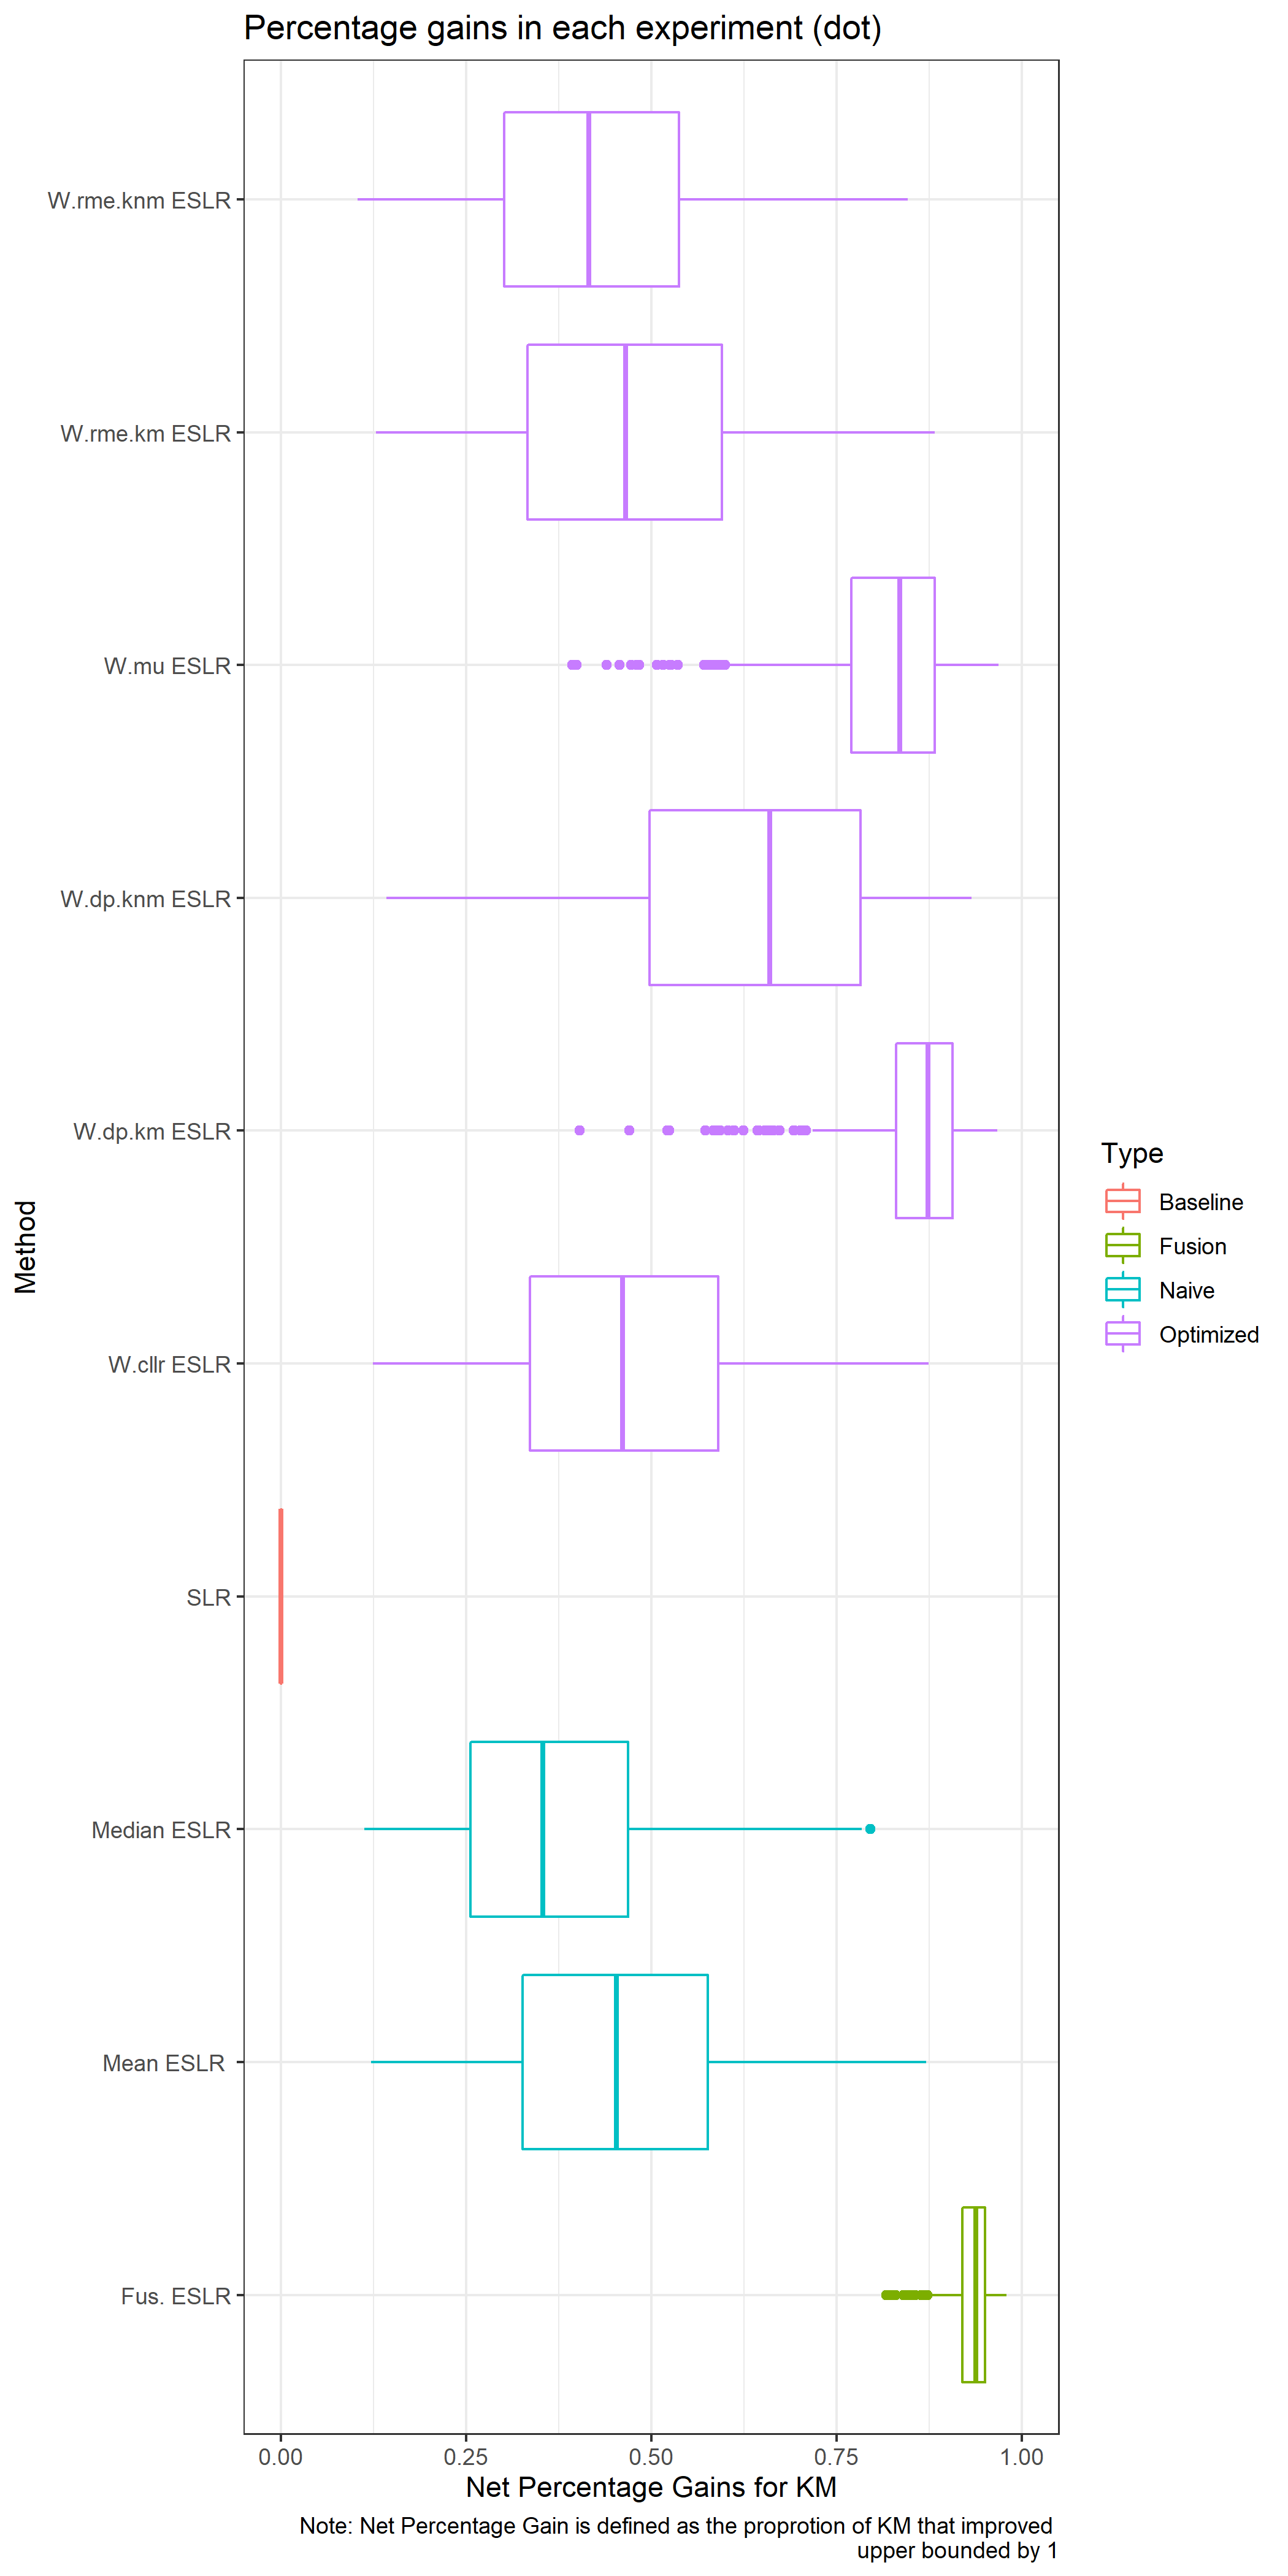 Percentage gains in each experiment (dot)
W.rme.knm ESLR
W.rme.km ESLR
W.mu ESLR
W.dp.knm ESLR
W.dp.km ESLR
W.cllr ESLR
SLR
Median ESLR
Mean ESLR
Fus. ESLR
Method
0.00 0.25 0.50 0.75 1.00
Net Percentage Gains for KM
Note: Net Percentage Gain is defined as the proprotion of KM that improved
upper bounded by 1
Type
Baseline
Fusion
Naive
Optimized